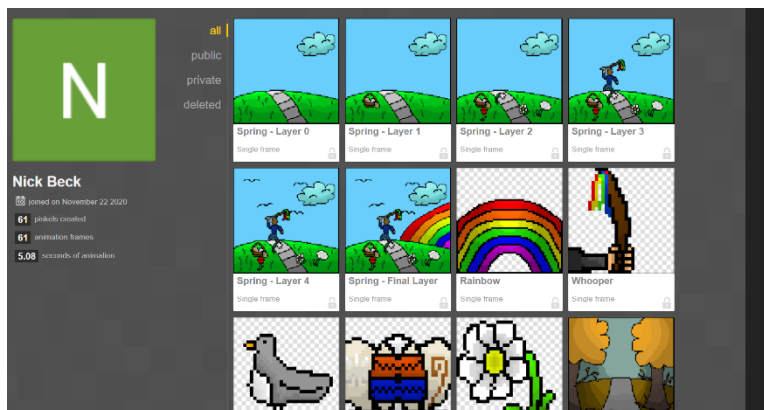 N
Nick Beck
joined on November 22 2020
61 piskels created
61 animation frames
5.08 seconds of animation
all
public
private
deleted
Spring - Layer 0
Single frame
Spring - Layer 1
Single frame
Spring - Layer 2
Single frame
Spring - Layer 3
Single frame
Spring - Layer 4
Single frame
Spring - Final Layer
Single frame
Rainbow
Single frame
Whooper
Single frame